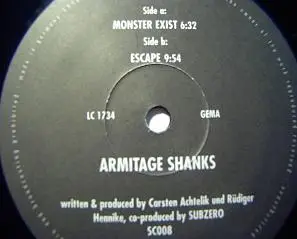 Side a:
MONSTER EXIST 6:32
Side b:
ESCAPE 9:54
LC 1734 GEMA
ARMITAGE SHANKS
written & produced by Carsten Achtelik und Rüdiger
Hennike, co-produced by SUBZERO
SC008